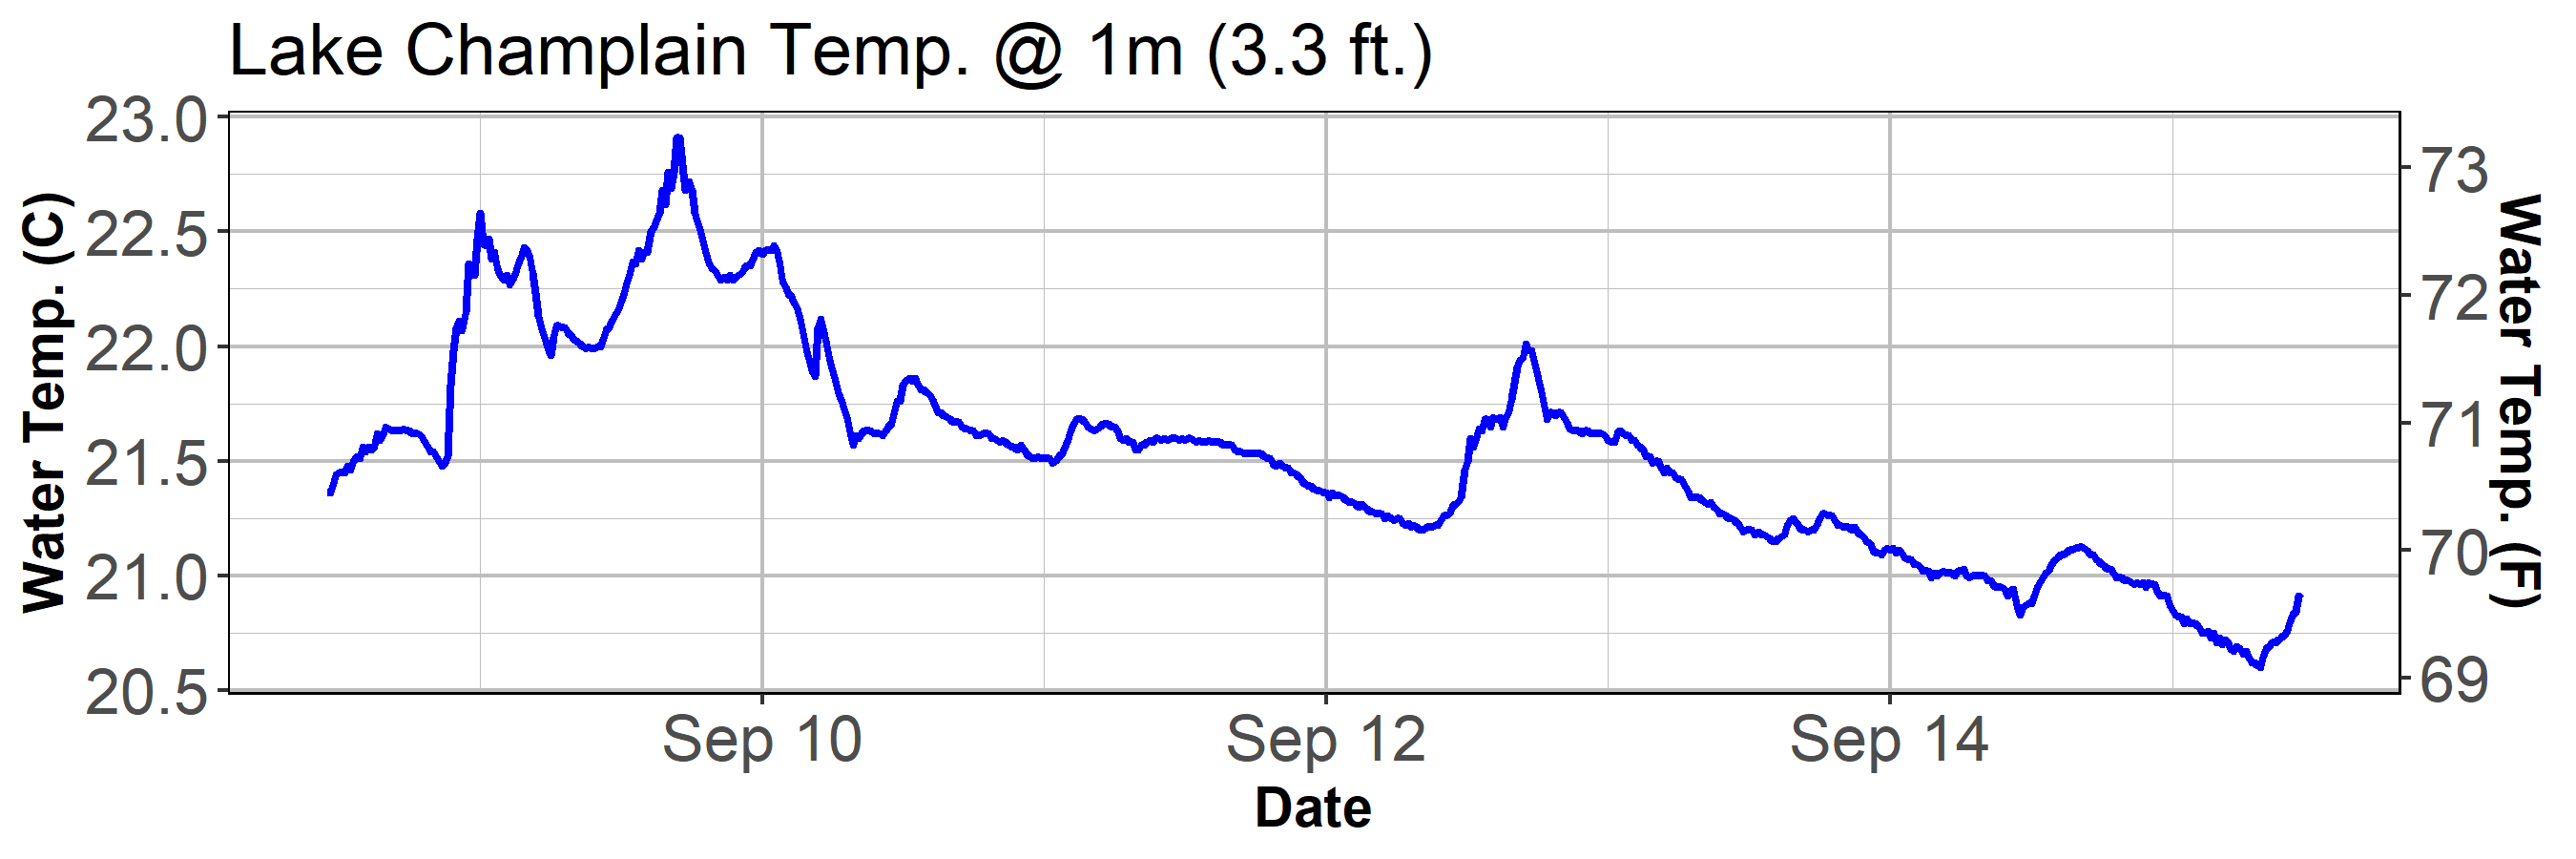 Lake Champlain Temp. @ 1m (3.3 ft.)
Water Temp. (C)
23.0
22.5
22.0
21.5
21.0
20.5
73
72
71
70
69
Water Temp. (F)
Sep 10 Sep 12 Sep 14
Date